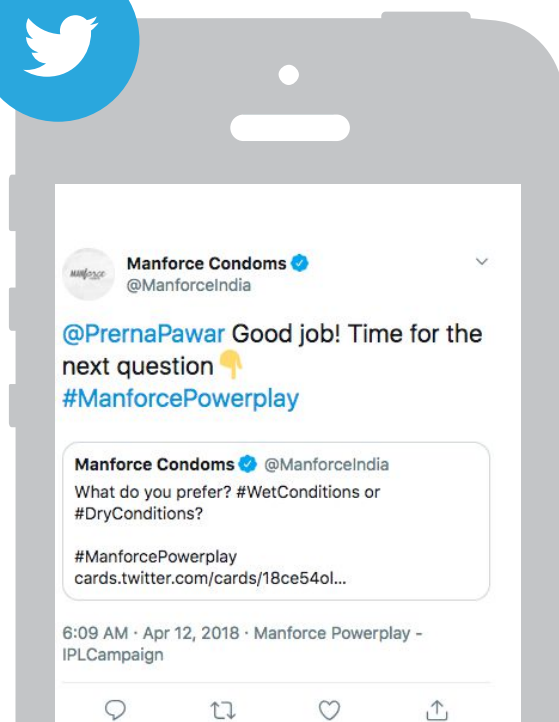 MANforce
Manforce Condoms
@ManforceIndia
@PrernaPawar Good job! Time for the
next question 👇
#ManforcePowerplay
Manforce Condoms @ManforceIndia
What do you prefer? #WetConditions or
#DryConditions?
#ManforcePowerplay
cards.twitter.com/cards/18ce54ol...
6:09 AM · Apr 12, 2018 · Manforce Powerplay -
IPLCampaign